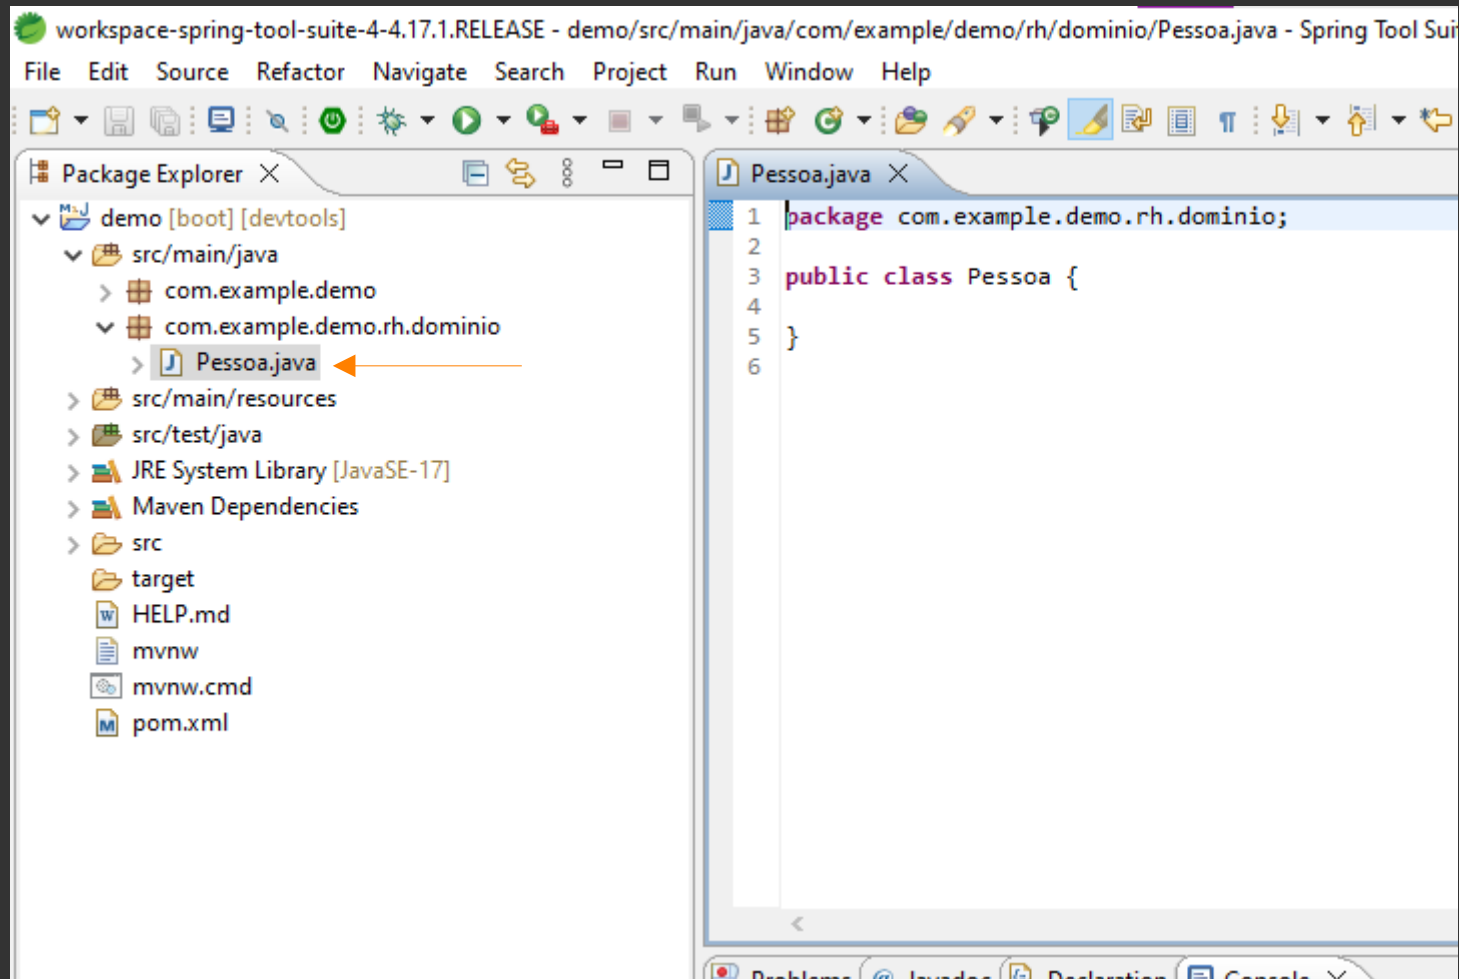 workspace-spring-tool-suite-4-4.17.1.RELEASE - demo/src/main/java/com/example/demo/rh/dominio/Pessoa.java - Spring Tool
File Edit Source Refactor Navigate Search Project Run Window Help
Package Explorer
demo [boot] [devtools]
src/main/java
com.example.demo
com.example.demo.rh.dominio
Pessoa.java
src/main/resources
src/test/java
JRE System Library [JavaSE-17]
Maven Dependencies
src
target
HELP.md
mvnw
mvnw.cmd
pom.xml
Pessoa.java
1 package com.example.demo.rh.dominio;
2
3 public class Pessoa {
4
5 }
6
Problems @ Javadoc Declaration Console